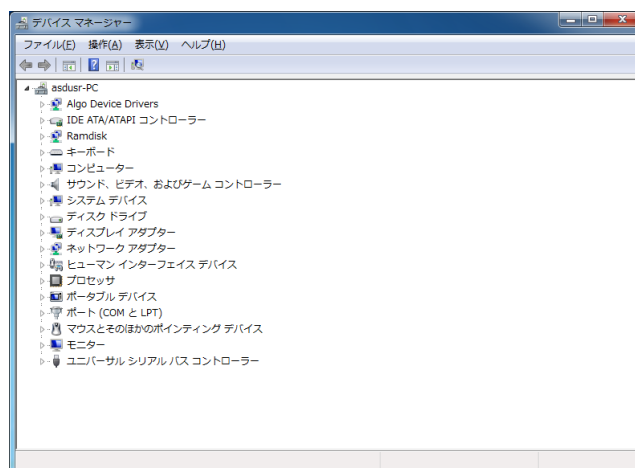 デバイス マネージャー
ファイル(F) 操作(A) 表示(V) ヘルプ(H)
asdusr-PC
Algo Device Drivers
IDE ATA/ATAPI コントローラー
Ramdisk
キーボード
コンピューター
サウンド、ビデオ、およびゲーム コントローラー
システム デバイス
ディスク ドライブ
ディスプレイ アダプター
ネットワーク アダプター
ヒューマン インターフェイス デバイス
プロセッサ
ポータブル デバイス
ポート (COM と LPT)
マウスとそのほかのポインティング デバイス
モニター
ユニバーサル シリアル バス コントローラー